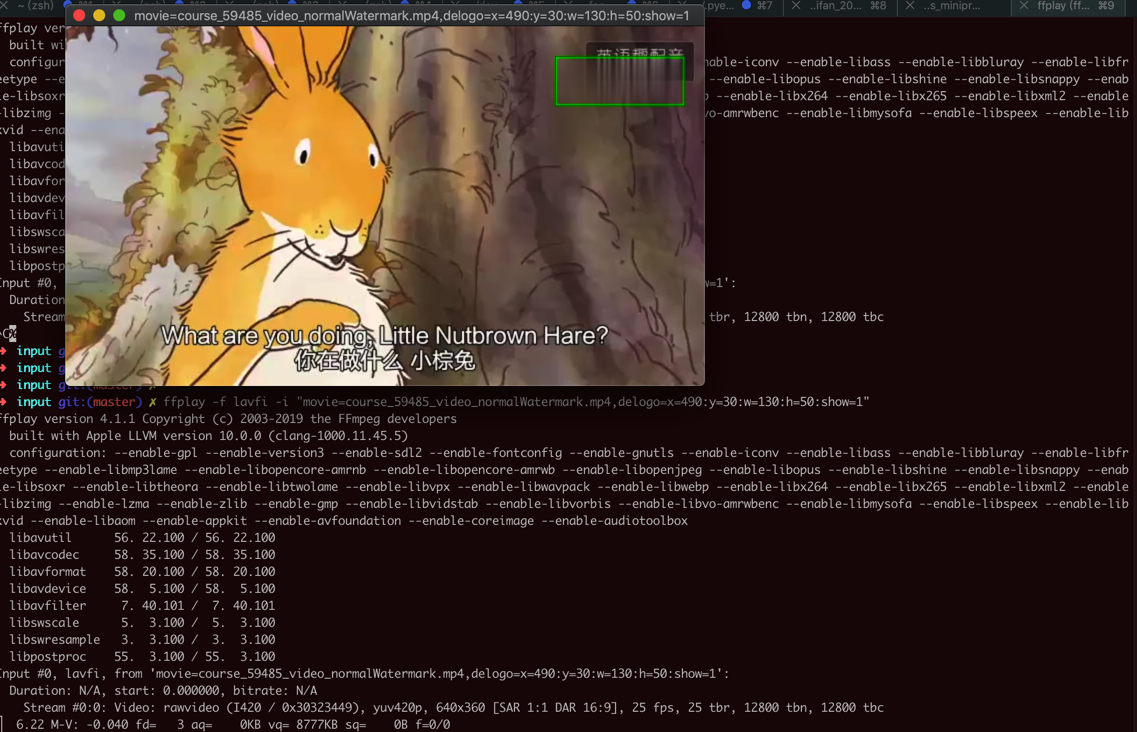 ~ (zsh) ⌘7 ..ifan_20... ⌘8 ..s_minipr... ffplay (ff... ⌘9
movie=course_59485_video_normalWatermark.mp4,delogo=x=490:y=30:w=130:h=50:show=1
英语趣配音
What are you doing, Little Nutbrown Hare?
你在做什么 小棕兔
ffplay vers
built wi
configur nable-iconv --enable-libass --enable-libbluray --enable-libfr
eetype --e --enable-libopus --enable-libshine --enable-libsnappy --enab
le-libsoxr --enable-libx264 --enable-libx265 --enable-libxml2 --enable
-libzimg -- vo-amrwbenc --enable-libmysofa --enable-libspeex --enable-lib
xvid --ena
libavuti
libavcod
libavfor
libavdev
libavfil
libswsca
libswres
libpostp
Input #0, w=1':
Duration
Stream tbr, 12800 tbn, 12800 tbc
➜ input g
➜ input g
➜ input git:(master) ✗
➜ input git:(master) ✗ ffplay -f lavfi -i "movie=course_59485_video_normalWatermark.mp4,delogo=x=490:y=30:w=130:h=50:show=1"
ffplay version 4.1.1 Copyright (c) 2003-2019 the FFmpeg developers
built with Apple LLVM version 10.0.0 (clang-1000.11.45.5)
configuration: --enable-gpl --enable-version3 --enable-sdl2 --enable-fontconfig --enable-gnutls --enable-iconv --enable-libass --enable-libbluray --enable-libfr
eetype --enable-libmp3lame --enable-libopencore-amrnb --enable-libopencore-amrwb --enable-libopenjpeg --enable-libopus --enable-libshine --enable-libsnappy --enab
le-libsoxr --enable-libtheora --enable-libtwolame --enable-libvpx --enable-libwavpack --enable-libwebp --enable-libx264 --enable-libx265 --enable-libxml2 --enable
-libzimg --enable-lzma --enable-zlib --enable-gmp --enable-libvidstab --enable-libvorbis --enable-libvo-amrwbenc --enable-libmysofa --enable-libspeex --enable-lib
xvid --enable-libaom --enable-appkit --enable-avfoundation --enable-coreimage --enable-audiotoolbox
libavutil 56. 22.100 / 56. 22.100
libavcodec 58. 35.100 / 58. 35.100
libavformat 58. 20.100 / 58. 20.100
libavdevice 58. 5.100 / 58. 5.100
libavfilter 7. 40.101 / 7. 40.101
libswscale 5. 3.100 / 5. 3.100
libswresample 3. 3.100 / 3. 3.100
libpostproc 55. 3.100 / 55. 3.100
Input #0, lavfi, from 'movie=course_59485_video_normalWatermark.mp4,delogo=x=490:y=30:w=130:h=50:show=1':
Duration: N/A, start: 0.000000, bitrate: N/A
Stream #0:0: Video: rawvideo (I420 / 0x30323449), yuv420p, 640x360 [SAR 1:1 DAR 16:9], 25 fps, 25 tbr, 12800 tbn, 12800 tbc
6.22 M-V: -0.040 fd= 3 aq= 0KB vq= 8777KB sq= 0B f=0/0